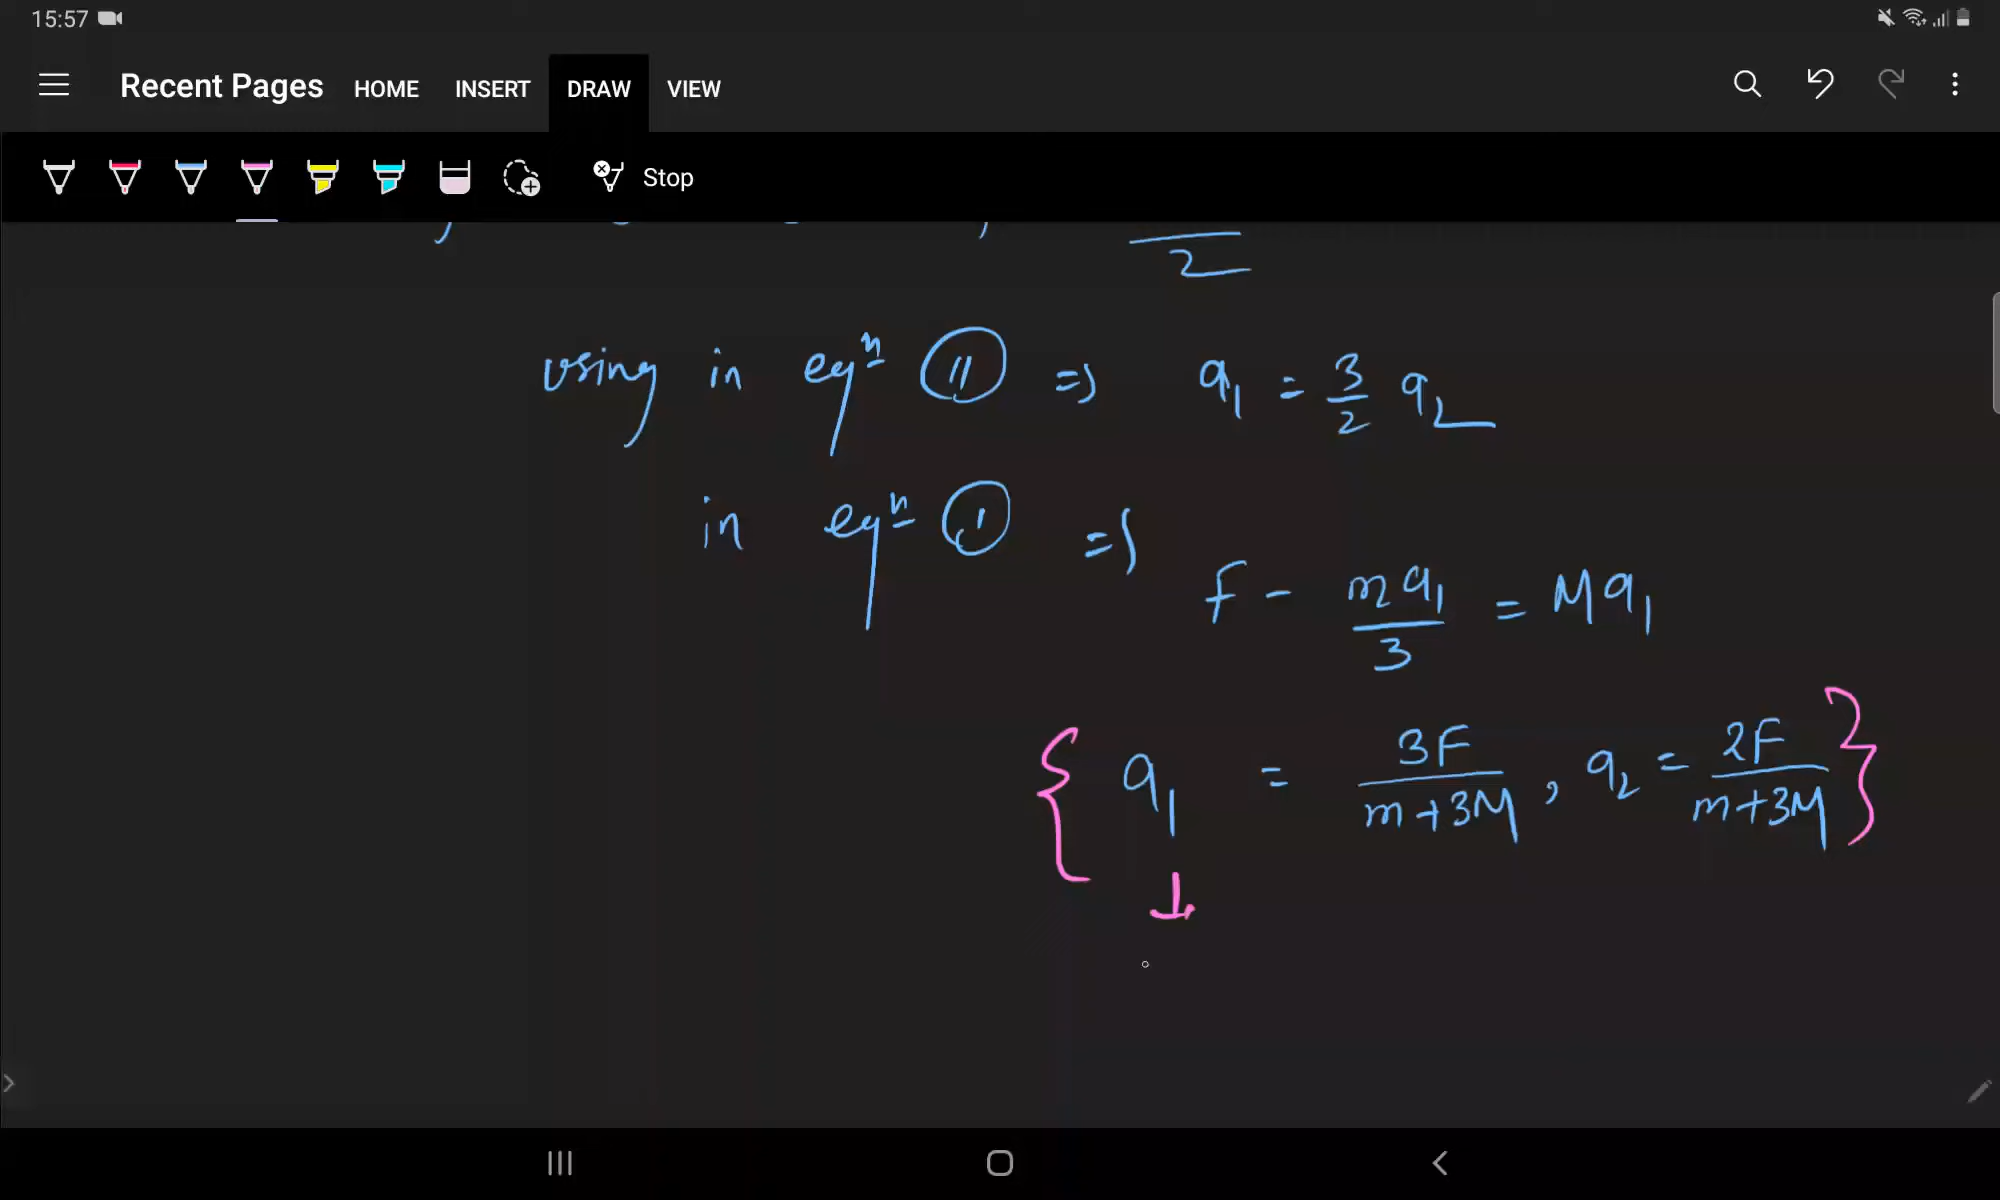 15:57
Recent Pages HOME INSERT DRAW VIEW
Stop
2
using in eqⁿ (11) => a₁ = 3/2 a₂
in eqⁿ (1) =>
F - ma₁/3 = Ma₁
{ a₁ = 3F/(m+3M) , a₂ = 2F/(m+3M) }